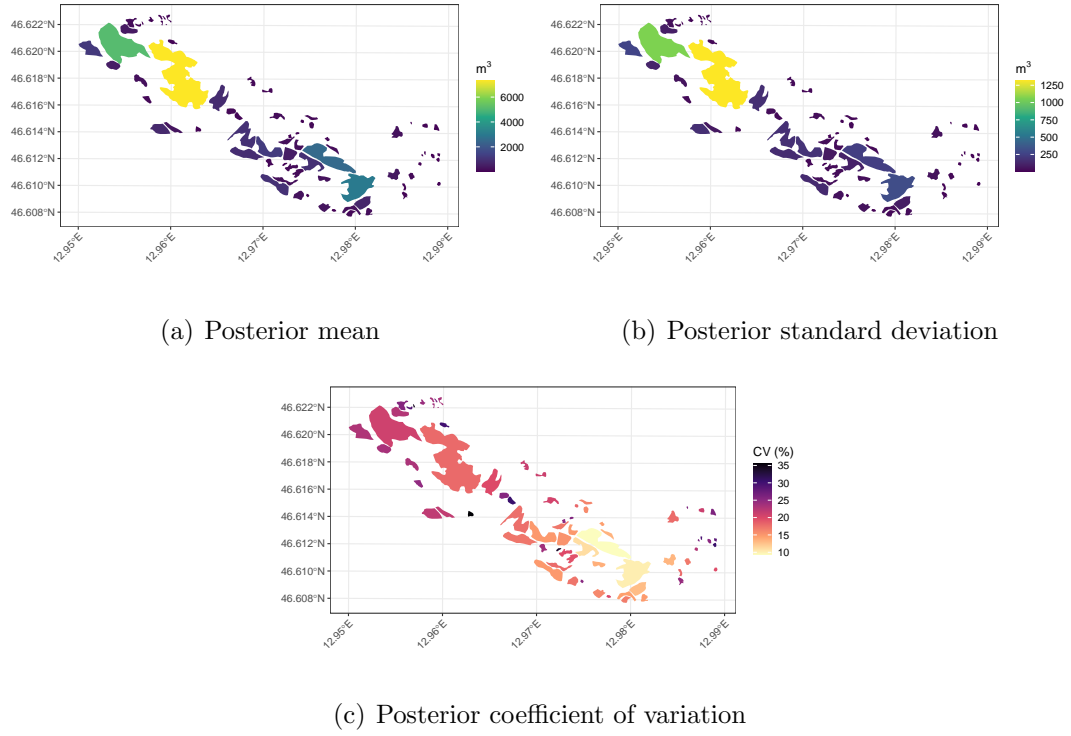 46.622°N
46.620°N
46.618°N
46.616°N
46.614°N
46.612°N
46.610°N
46.608°N
12.95°E
12.96°E
12.97°E
12.98°E
12.99°E
m³
6000
4000
2000
(a) Posterior mean
46.622°N
46.620°N
46.618°N
46.616°N
46.614°N
46.612°N
46.610°N
46.608°N
12.95°E
12.96°E
12.97°E
12.98°E
12.99°E
m³
1250
1000
750
500
250
(b) Posterior standard deviation
46.622°N
46.620°N
46.618°N
46.616°N
46.614°N
46.612°N
46.610°N
46.608°N
12.95°E
12.96°E
12.97°E
12.98°E
12.99°E
CV (%)
35
30
25
20
15
10
(c) Posterior coefficient of variation